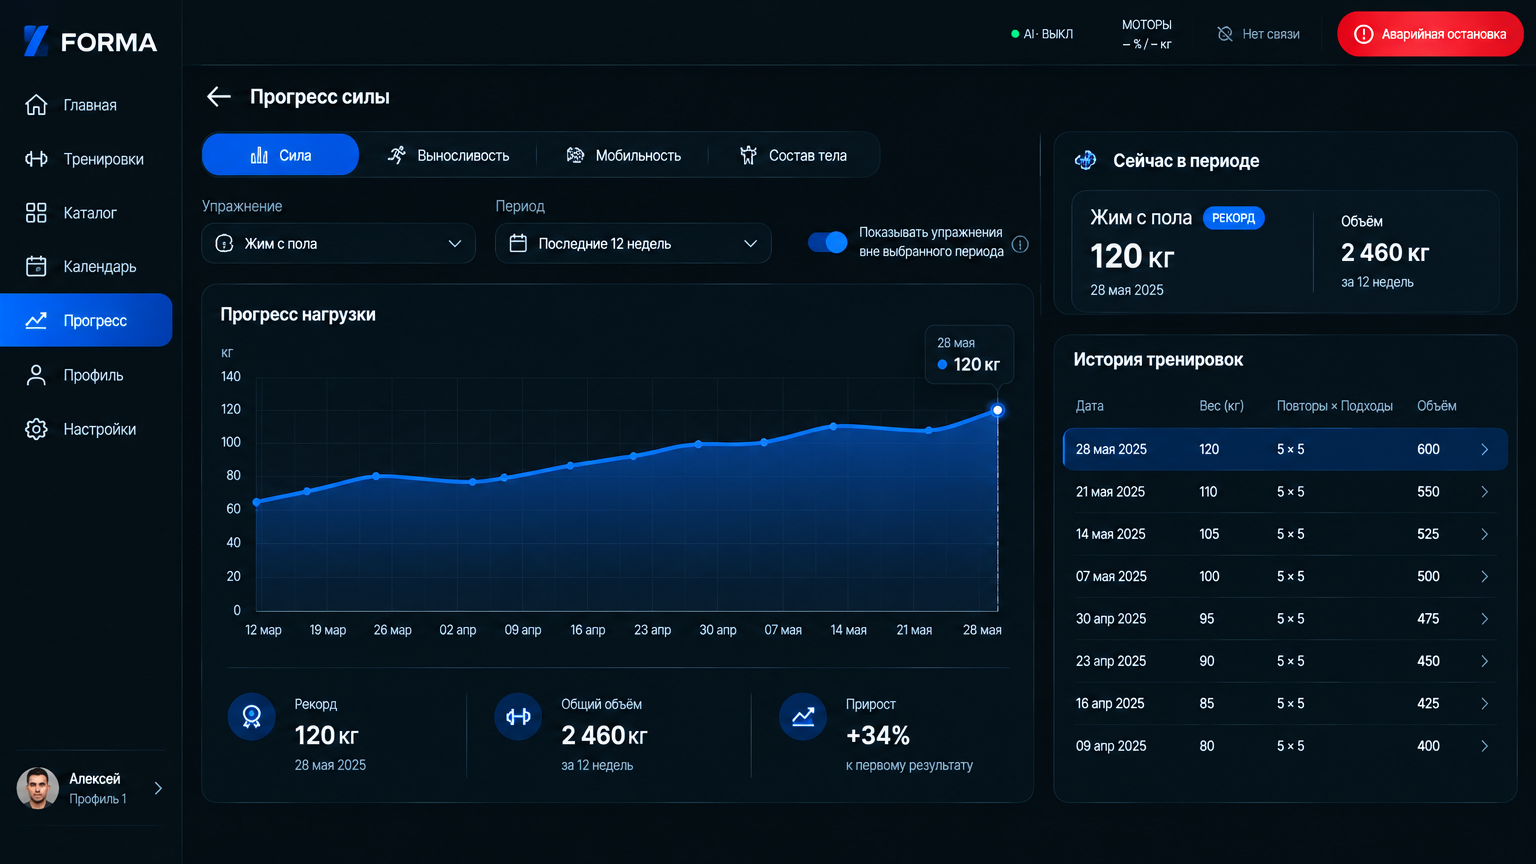 FORMA
Главная
Тренировки
Каталог
Календарь
Прогресс
Профиль
Настройки
Алексей
Профиль 1
AI · ВЫКЛ
МОТОРЫ
– % / – кг
Нет связи
Аварийная остановка
Прогресс силы
Сила
Выносливость
Мобильность
Состав тела
Упражнение
Жим с пола
Период
Последние 12 недель
Показывать упражнения
вне выбранного периода
Прогресс нагрузки
кг
140
120
100
80
60
40
20
0
28 мая
120 кг
12 мар 19 мар 26 мар 02 апр 09 апр 16 апр 23 апр 30 апр 07 мая 14 мая 21 мая 28 мая
Рекорд
120 кг
28 мая 2025
Общий объём
2 460 кг
за 12 недель
Прирост
+34%
к первому результату
Сейчас в периоде
Жим с пола РЕКОРД
120 кг
28 мая 2025
Объём
2 460 кг
за 12 недель
История тренировок
Дата Вес (кг) Повторы × Подходы Объём
28 мая 2025 120 5 × 5 600
21 мая 2025 110 5 × 5 550
14 мая 2025 105 5 × 5 525
07 мая 2025 100 5 × 5 500
30 апр 2025 95 5 × 5 475
23 апр 2025 90 5 × 5 450
16 апр 2025 85 5 × 5 425
09 апр 2025 80 5 × 5 400